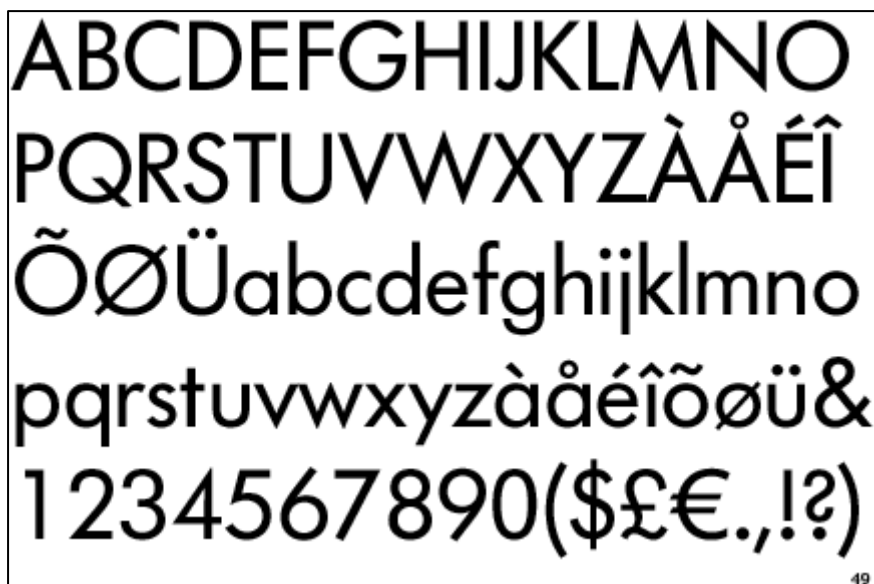 ABCDEFGHIJKLMNO
PQRSTUVWXYZÀÅÉÎ
ÕØÜabcdefghijklmno
pqrstuvwxyzàåéîõøü&
1234567890($£€.,!?)
49